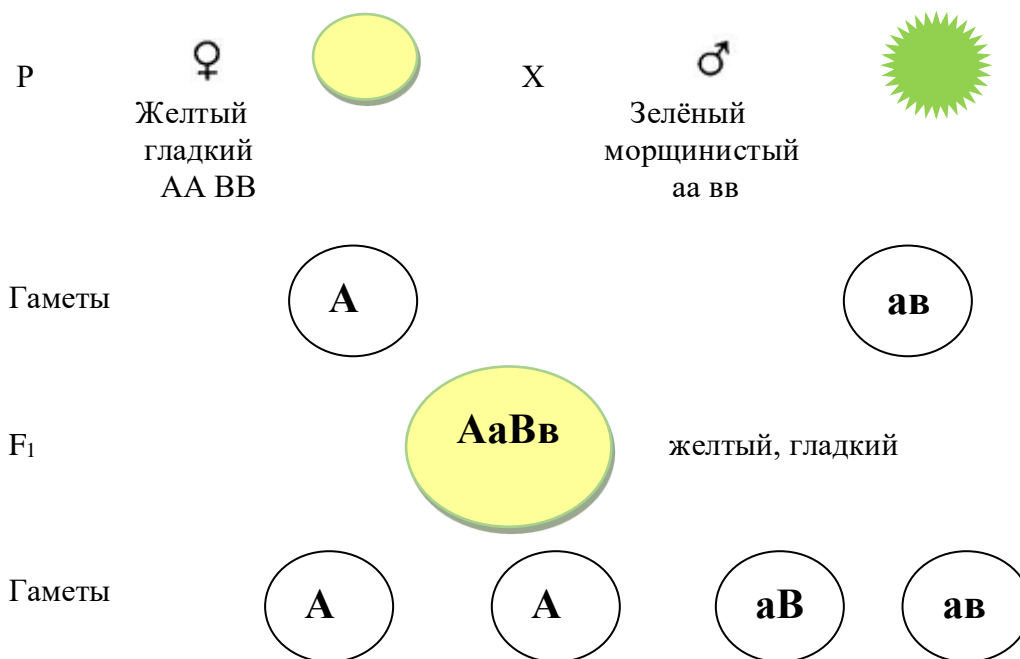 Р ♀ Х ♂
Желтый Зелёный
гладкий морщинистый
АА ВВ аа вв
Гаметы А ав
F₁ АаВв желтый, гладкий
Гаметы А А аВ ав